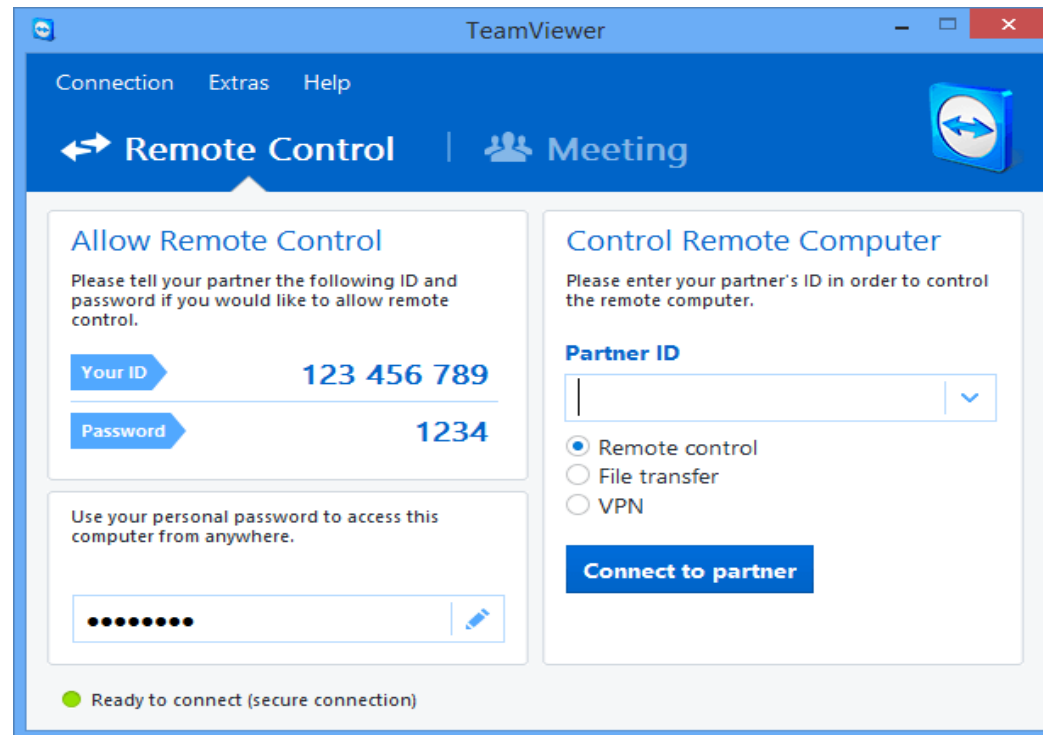 TeamViewer
Connection Extras Help
Remote Control Meeting
Allow Remote Control
Please tell your partner the following ID and
password if you would like to allow remote
control.
Your ID 123 456 789
Password 1234
Use your personal password to access this
computer from anywhere.
Control Remote Computer
Please enter your partner's ID in order to control
the remote computer.
Partner ID
Remote control
File transfer
VPN
Connect to partner
Ready to connect (secure connection)